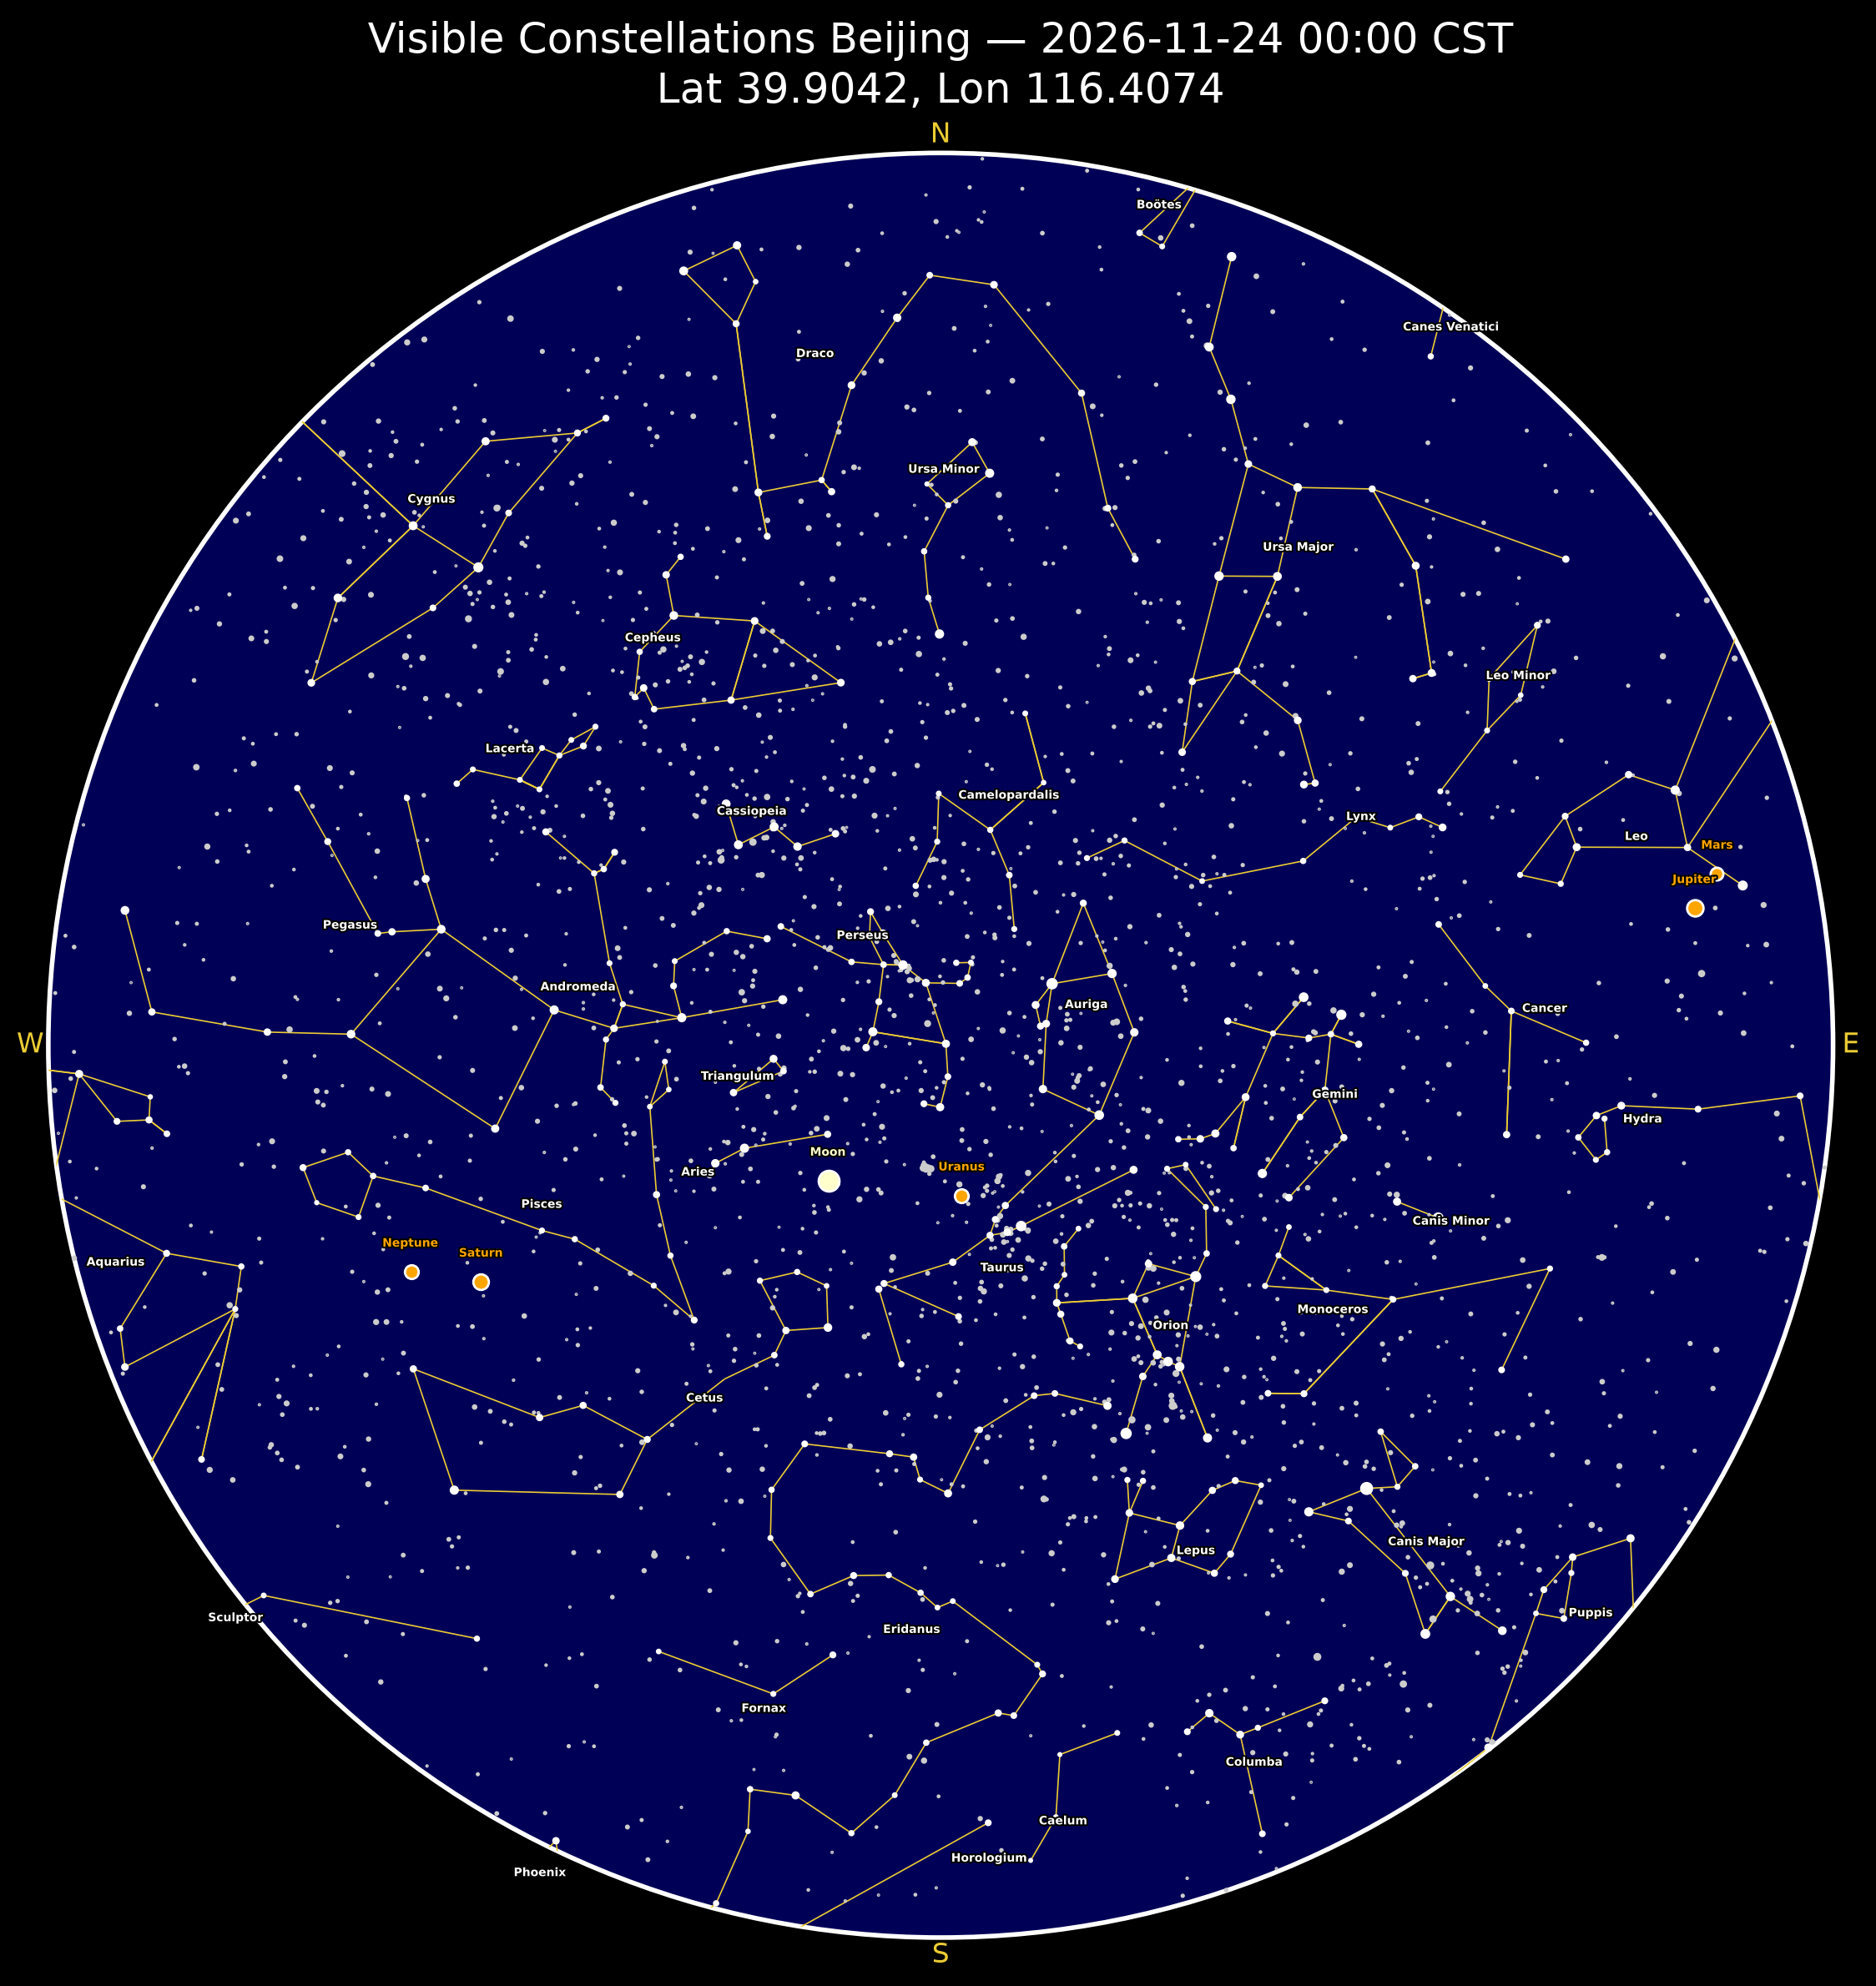 Visible Constellations Beijing — 2026-11-24 00:00 CST
Lat 39.9042, Lon 116.4074
N
Boötes
Canes Venatici
Draco
Ursa Minor
Cygnus
Ursa Major
Cepheus
Leo Minor
Lacerta
Camelopardalis
Cassiopeia
Lynx
Leo
Mars
Jupiter
Pegasus
Perseus
Andromeda
Auriga
Cancer
W
E
Triangulum
Gemini
Hydra
Moon
Aries
Uranus
Pisces
Canis Minor
Neptune
Saturn
Aquarius
Taurus
Monoceros
Orion
Cetus
Canis Major
Lepus
Puppis
Sculptor
Eridanus
Fornax
Columba
Caelum
Horologium
Phoenix
S